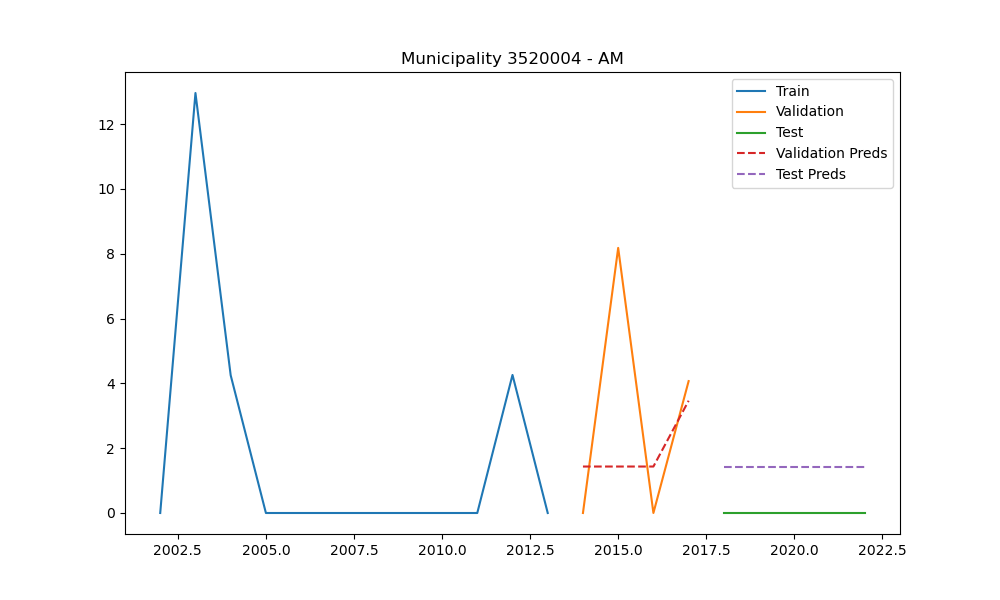 Municipality 3520004 - AM
Train
Validation
Test
Validation Preds
Test Preds
12
10
8
6
4
2
0
2002.5 2005.0 2007.5 2010.0 2012.5 2015.0 2017.5 2020.0 2022.5